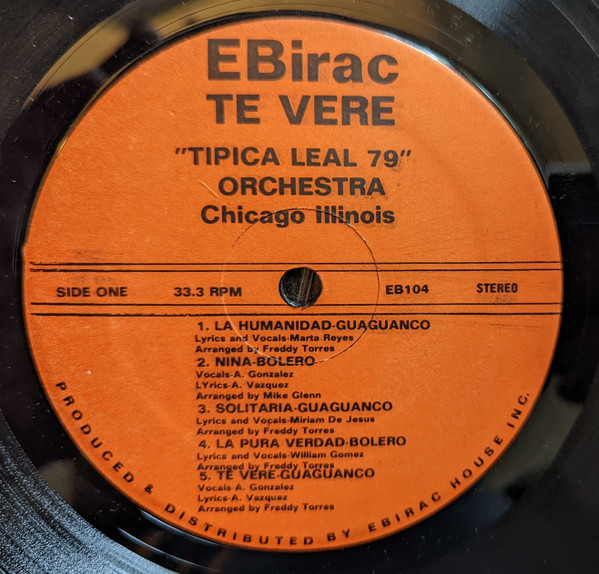 EBirac
TE VERE
"TIPICA LEAL 79"
ORCHESTRA
Chicago Illinois
SIDE ONE 33.3 RPM EB104 STEREO
1. LA HUMANIDAD-GUAGUANCO
Lyrics and Vocals-Marta Reyes
Arranged by Freddy Torres
2. NINA-BOLERO
Vocals-A. Gonzalez
LYrics-A. Vazquez
Arranged by Mike Glenn
3. SOLITARIA-GUAGUANCO
Lyrics and Vocals-Miriam De Jesus
Arranged by Freddy Torres
4. LA PURA VERDAD-BOLERO
Lyrics and Vocals-William Gomez
Arranged by Freddy Torres
5. TE VERE-GUAGUANCO
Vocals-A. Gonzalez
Lyrics-A. Vazquez
Arranged by Freddy Torres
PRODUCED & DISTRIBUTED BY EBIRAC HOUSE INC.